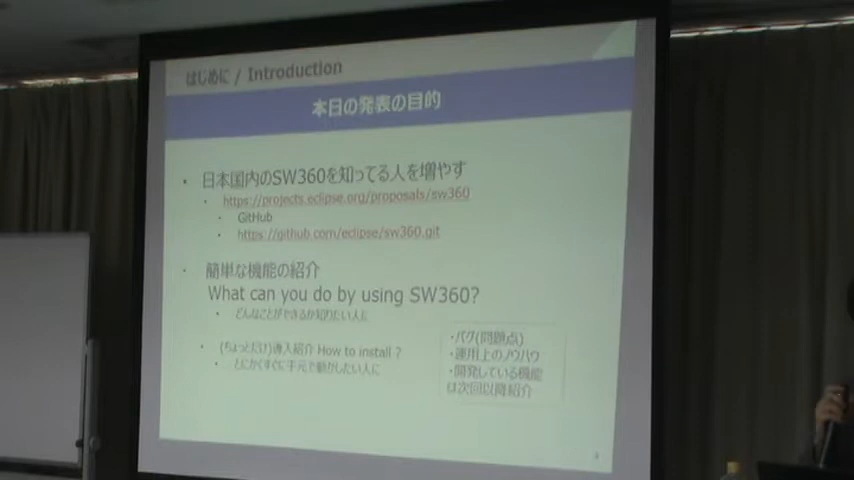 はじめに / Introduction
本日の発表の目的
・ 日本国内のSW360を知ってる人を増やす
・ https://projects.eclipse.org/proposals/sw360
・ GitHub
・ https://github.com/eclipse/sw360.git
・ 簡単な機能の紹介
What can you do by using SW360?
・ どんなことができるか知りたい人に
・ (ちょっとだけ)導入紹介 How to install ?
・ とにかくすぐに手元で動かしたい人に
・バグ(問題点)
・運用上のノウハウ
・開発している機能
は次回以降紹介